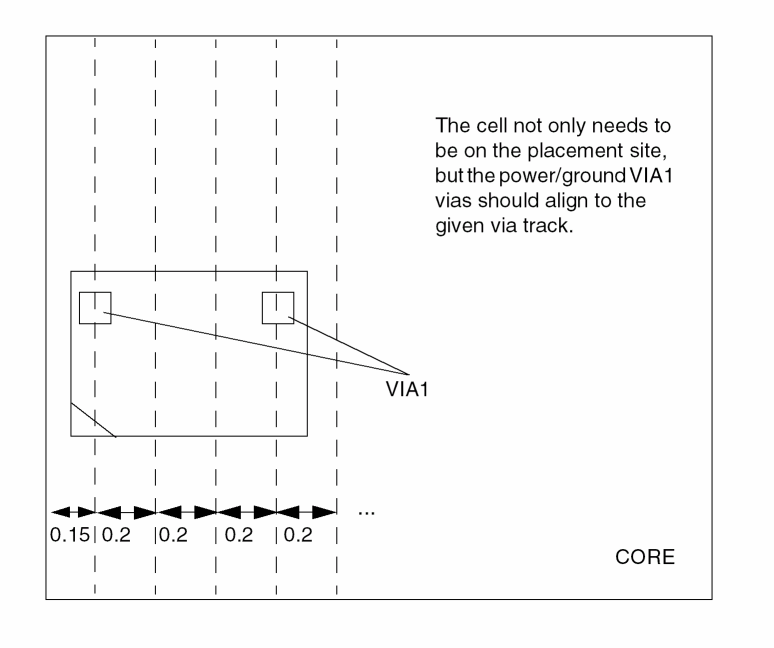 The cell not only needs to
be on the placement site,
but the power/ground VIA1
vias should align to the
given via track.
VIA1
...
0.15 0.2 0.2 0.2 0.2
CORE